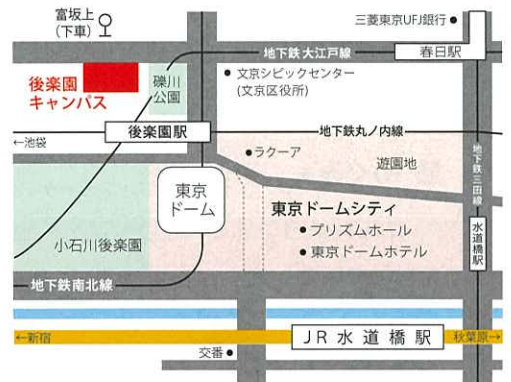 富坂上
(下車)
三菱東京UFJ銀行
地下鉄大江戸線
春日駅
後楽園
キャンパス
礫川
公園
文京シビックセンター
(文京区役所)
後楽園駅
地下鉄丸ノ内線
←池袋
ラクーア
遊園地
地下鉄三田線
東京
ドーム
東京ドームシティ
プリズムホール
東京ドームホテル
水道橋駅
小石川後楽園
地下鉄南北線
←新宿
JR水道橋駅
秋葉原→
交番